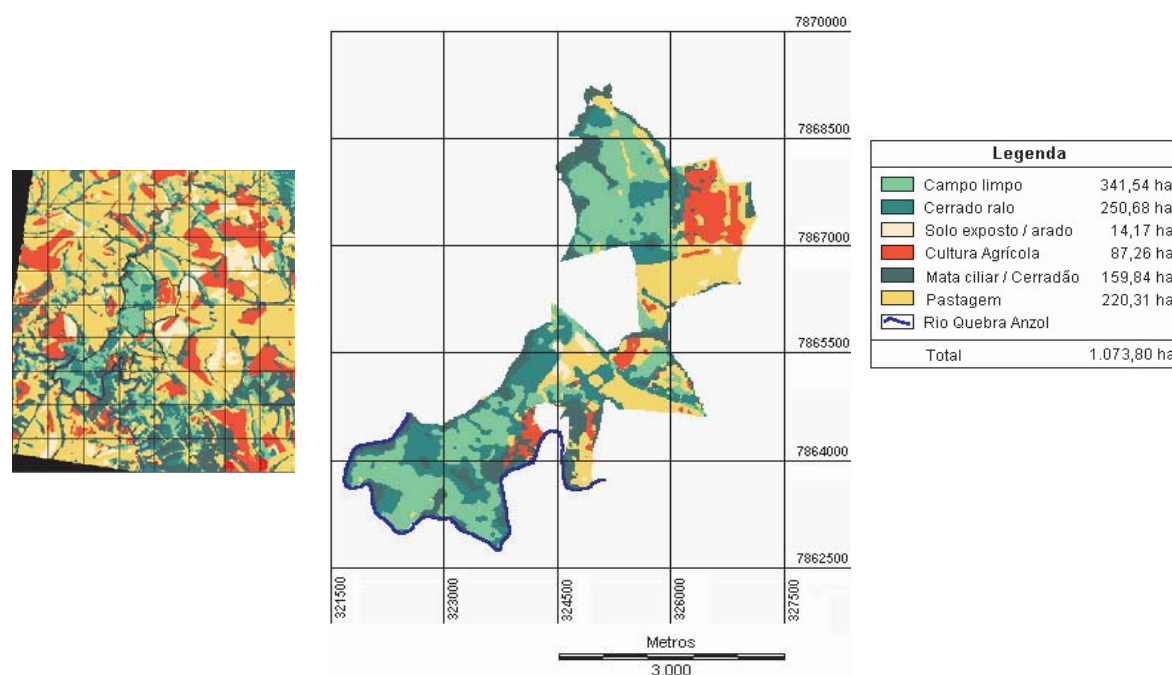 7870000
7868500
7867000
7865500
7864000
7862500
321500
323000
324500
326000
327500
Metros
3.000
Legenda
Campo limpo 341,54 ha
Cerrado ralo 250,68 ha
Solo exposto / arado 14,17 ha
Cultura Agrícola 87,26 ha
Mata ciliar / Cerradão 159,84 ha
Pastagem 220,31 ha
Rio Quebra Anzol
Total 1.073,80 ha